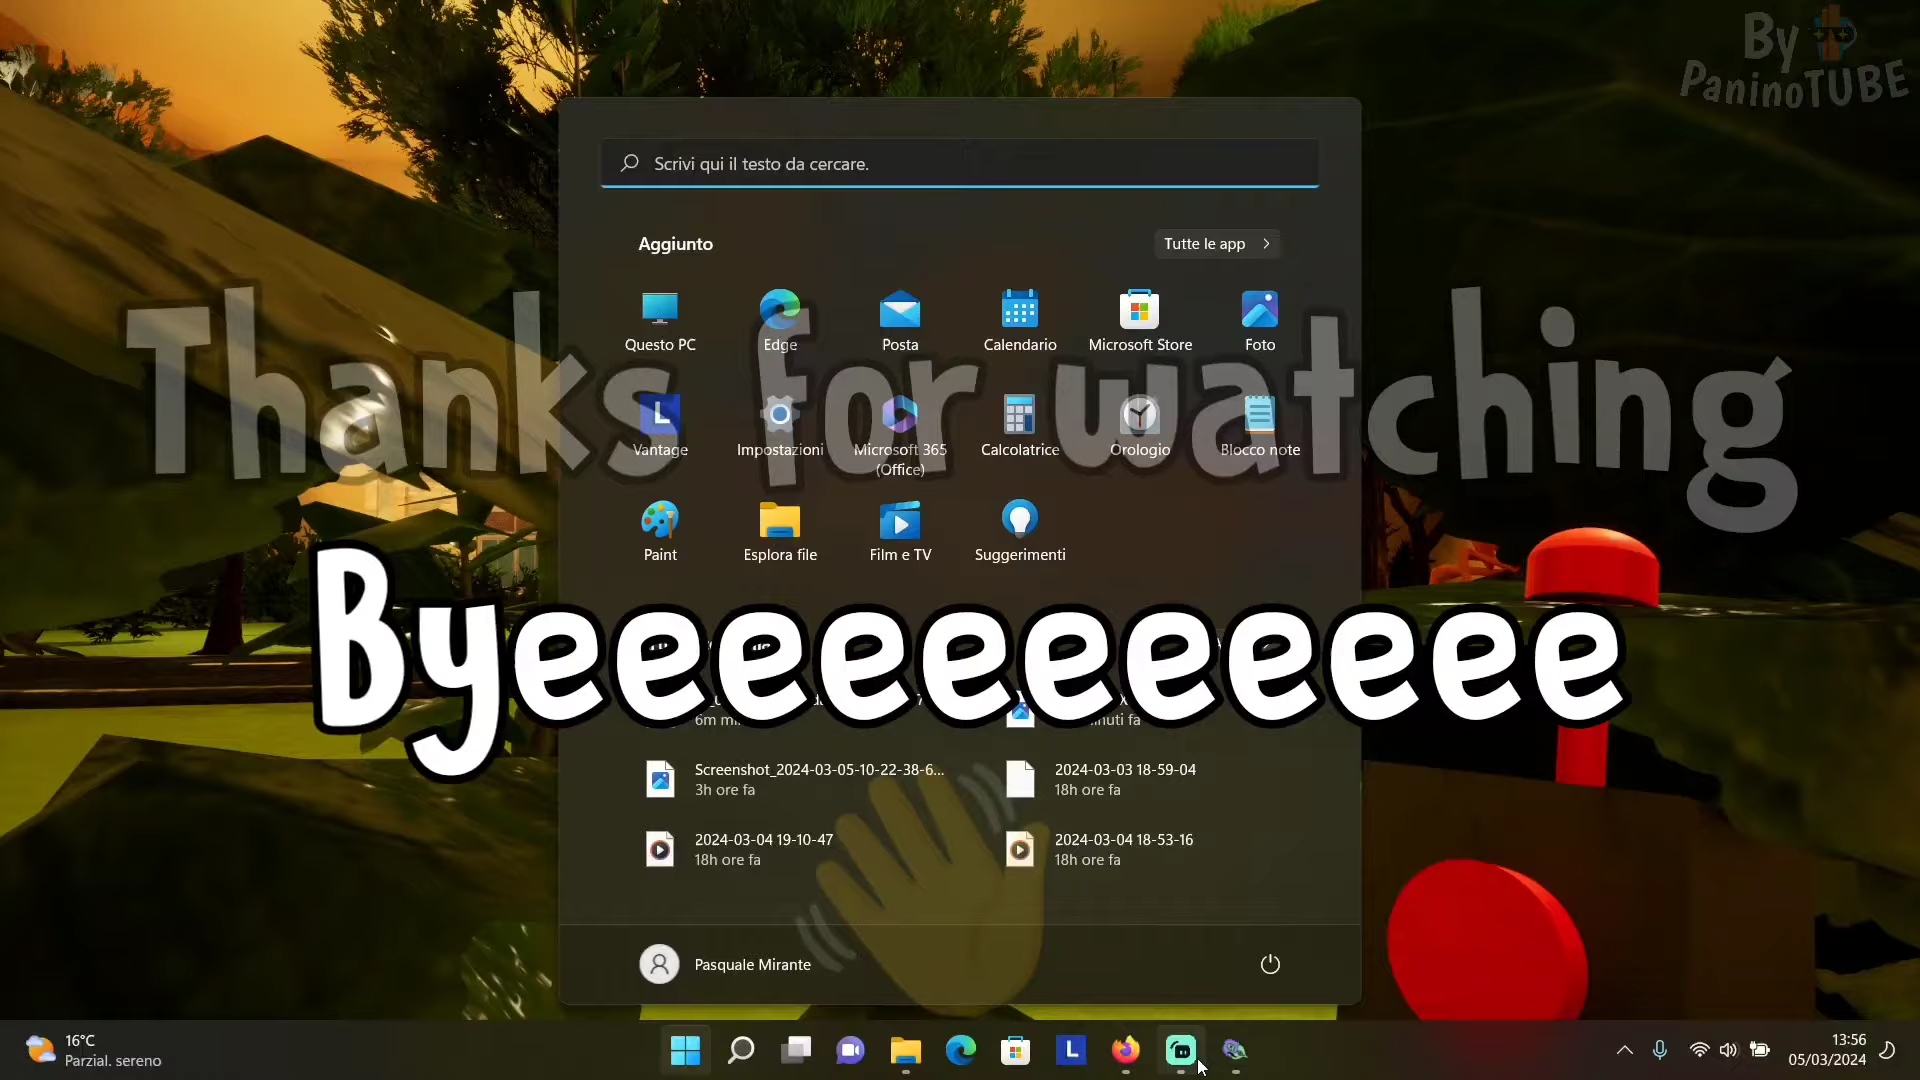 By
PaninoTUBE
Scrivi qui il testo da cercare.
Aggiunto
Tutte le app
Questo PC
Edge
Posta
Calendario
Microsoft Store
Foto
Thanks for watching
Vantage
Impostazioni
Microsoft 365
(Office)
Calcolatrice
Orologio
Blocco note
Paint
Esplora file
Film e TV
Suggerimenti
Byeeeeeeeeeee
Screenshot_2024-03-05-10-22-38-6...
3h ore fa
2024-03-03 18-59-04
18h ore fa
2024-03-04 19-10-47
18h ore fa
2024-03-04 18-53-16
18h ore fa
Pasquale Mirante
16°C
Parzial. sereno
L
13:56
05/03/2024